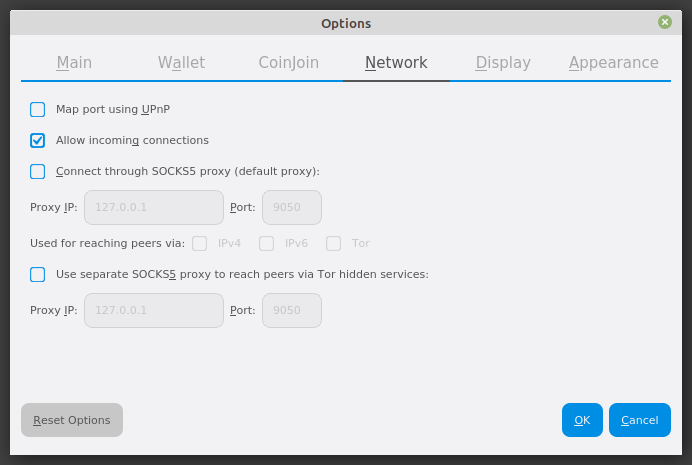 Options
Main Wallet CoinJoin Network Display Appearance
Map port using UPnP
Allow incoming connections
Connect through SOCKS5 proxy (default proxy):
Proxy IP: 127.0.0.1 Port: 9050
Used for reaching peers via: IPv4 IPv6 Tor
Use separate SOCKS5 proxy to reach peers via Tor hidden services:
Proxy IP: 127.0.0.1 Port: 9050
Reset Options OK Cancel